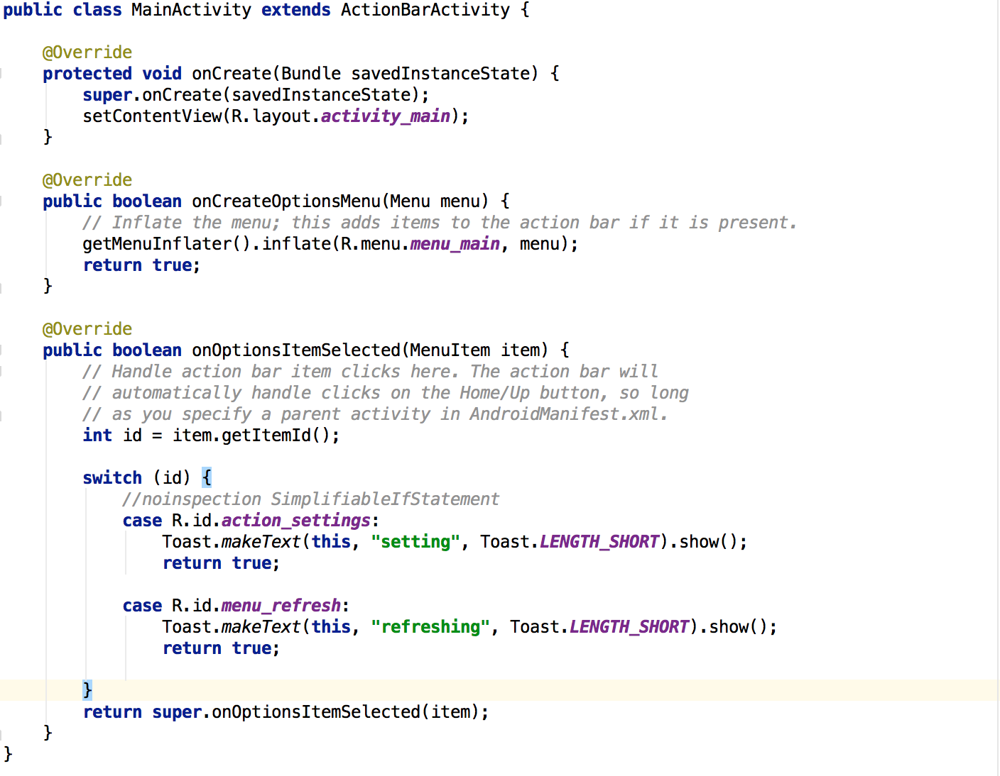 public class MainActivity extends ActionBarActivity {
@Override
protected void onCreate(Bundle savedInstanceState) {
super.onCreate(savedInstanceState);
setContentView(R.layout.activity_main);
}
@Override
public boolean onCreateOptionsMenu(Menu menu) {
// Inflate the menu; this adds items to the action bar if it is present.
getMenuInflater().inflate(R.menu.menu_main, menu);
return true;
}
@Override
public boolean onOptionsItemSelected(MenuItem item) {
// Handle action bar item clicks here. The action bar will
// automatically handle clicks on the Home/Up button, so long
// as you specify a parent activity in AndroidManifest.xml.
int id = item.getItemId();
switch (id) {
//noinspection SimplifiableIfStatement
case R.id.action_settings:
Toast.makeText(this, "setting", Toast.LENGTH_SHORT).show();
return true;
case R.id.menu_refresh:
Toast.makeText(this, "refreshing", Toast.LENGTH_SHORT).show();
return true;
}
return super.onOptionsItemSelected(item);
}
}